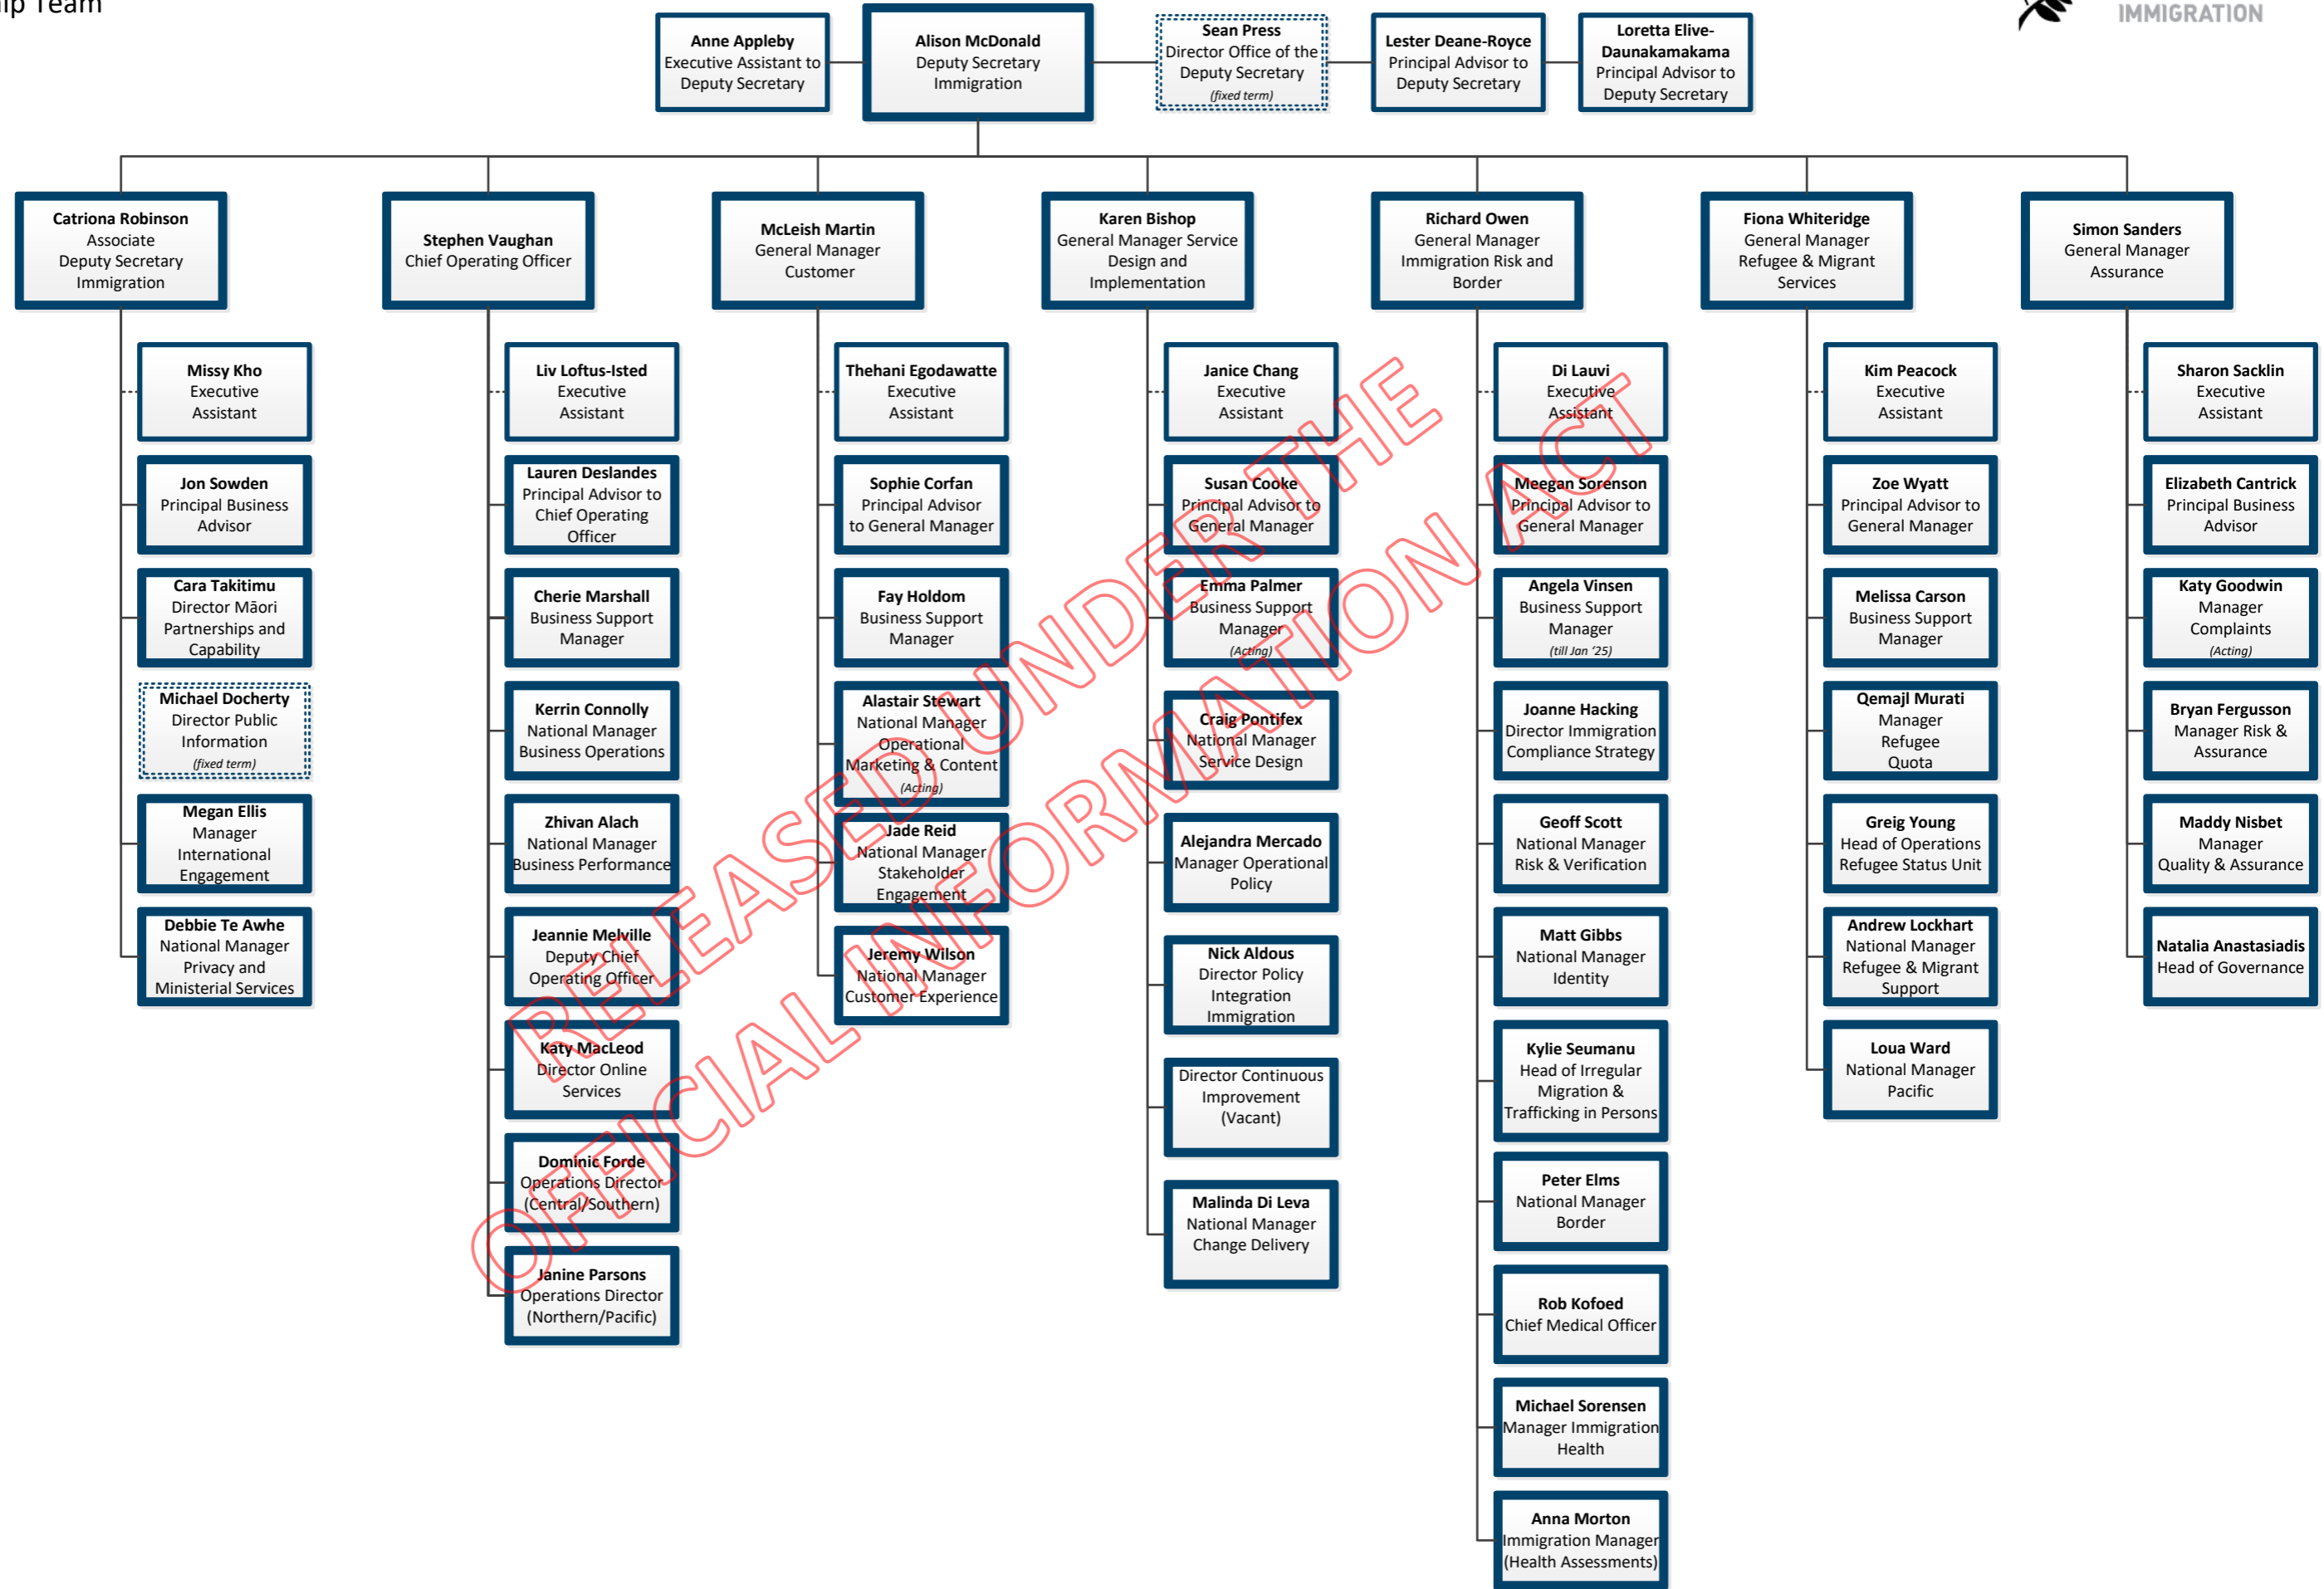 Team
IMMIGRATION
Anne Appleby
Executive Assistant to
Deputy Secretary
Alison McDonald
Deputy Secretary
Immigration
Sean Press
Director Office of the
Deputy Secretary
(fixed term)
Lester Deane-Royce
Principal Advisor to
Deputy Secretary
Loretta Elive-
Daunakamakama
Principal Advisor to
Deputy Secretary
Catriona Robinson
Associate
Deputy Secretary
Immigration
Stephen Vaughan
Chief Operating Officer
McLeish Martin
General Manager
Customer
Karen Bishop
General Manager Service
Design and
Implementation
Richard Owen
General Manager
Immigration Risk and
Border
Fiona Whiteridge
General Manager
Refugee & Migrant
Services
Simon Sanders
General Manager
Assurance
Missy Kho
Executive
Assistant
Jon Sowden
Principal Business
Advisor
Cara Takitimu
Director Māori
Partnerships and
Capability
Michael Docherty
Director Public
Information
(fixed term)
Megan Ellis
Manager
International
Engagement
Debbie Te Awhe
National Manager
Privacy and
Ministerial Services
Liv Loftus-Isted
Executive
Assistant
Lauren Deslandes
Principal Advisor to
Chief Operating
Officer
Cherie Marshall
Business Support
Manager
Kerrin Connolly
National Manager
Business Operations
Zhivan Alach
National Manager
Business Performance
Jeannie Melville
Deputy Chief
Operating Officer
Katy MacLeod
Director Online
Services
Dominic Forde
Operations Director
(Central/Southern)
Janine Parsons
Operations Director
(Northern/Pacific)
Thehani Egodawatte
Executive
Assistant
Sophie Corfan
Principal Advisor
to General Manager
Fay Holdom
Business Support
Manager
Alastair Stewart
National Manager
Operational
Marketing & Content
(Acting)
Jade Reid
National Manager
Stakeholder
Engagement
Jeremy Wilson
National Manager
Customer Experience
Janice Chang
Executive
Assistant
Susan Cooke
Principal Advisor to
General Manager
Emma Palmer
Business Support
Manager
(Acting)
Craig Pontifex
National Manager
Service Design
Alejandra Mercado
Manager Operational
Policy
Nick Aldous
Director Policy
Integration
Immigration
Director Continuous
Improvement
(Vacant)
Malinda Di Leva
National Manager
Change Delivery
Di Lauvi
Executive
Assistant
Meegan Sorenson
Principal Advisor to
General Manager
Angela Vinsen
Business Support
Manager
(till Jan ‘25)
Joanne Hacking
Director Immigration
Compliance Strategy
Geoff Scott
National Manager
Risk & Verification
Matt Gibbs
National Manager
Identity
Kylie Seumanu
Head of Irregular
Migration &
Trafficking in Persons
Peter Elms
National Manager
Border
Rob Kofoed
Chief Medical Officer
Michael Sorensen
Manager Immigration
Health
Anna Morton
Immigration Manager
(Health Assessments)
Kim Peacock
Executive
Assistant
Zoe Wyatt
Principal Advisor to
General Manager
Melissa Carson
Business Support
Manager
Qemajl Murati
Manager
Refugee
Quota
Greig Young
Head of Operations
Refugee Status Unit
Andrew Lockhart
National Manager
Refugee & Migrant
Support
Loua Ward
National Manager
Pacific
Sharon Sacklin
Executive
Assistant
Elizabeth Cantrick
Principal Business
Advisor
Katy Goodwin
Manager
Complaints
(Acting)
Bryan Fergusson
Manager Risk &
Assurance
Maddy Nisbet
Manager
Quality & Assurance
Natalia Anastasiadis
Head of Governance
RELEASED UNDER THE
OFFICIAL INFORMATION ACT